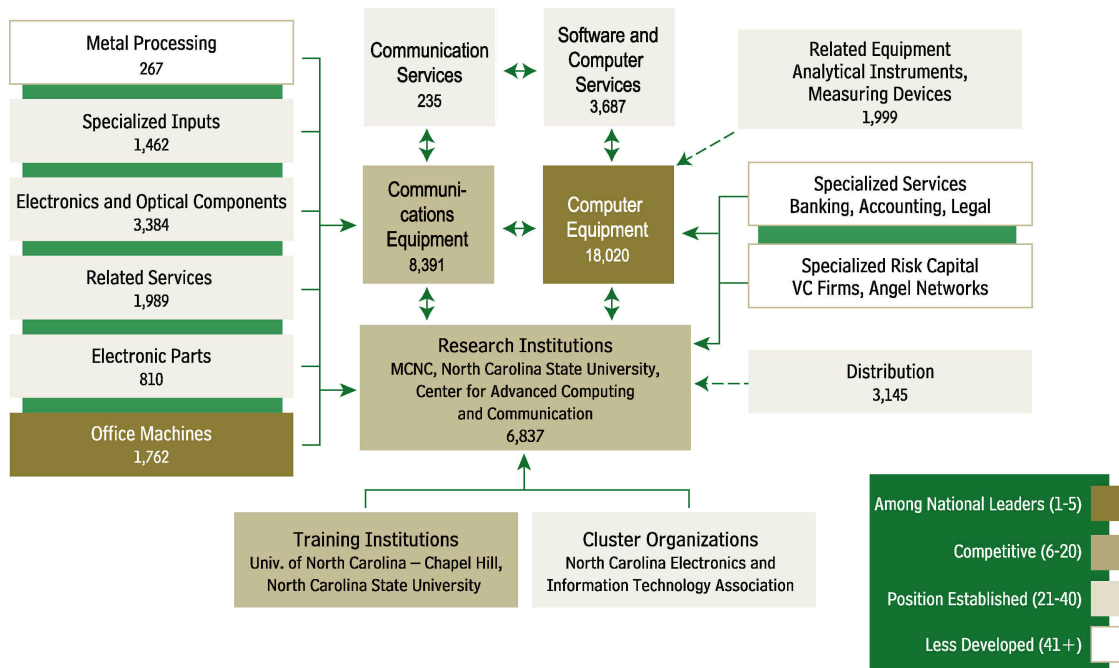 Metal Processing
267
Specialized Inputs
1,462
Electronics and Optical Components
3,384
Related Services
1,989
Electronic Parts
810
Office Machines
1,762
Communication
Services
235
Software and
Computer
Services
3,687
Related Equipment
Analytical Instruments,
Measuring Devices
1,999
Communi-
cations
Equipment
8,391
Computer
Equipment
18,020
Specialized Services
Banking, Accounting, Legal
Specialized Risk Capital
VC Firms, Angel Networks
Research Institutions
MCNC, North Carolina State University,
Center for Advanced Computing
and Communication
6,837
Distribution
3,145
Training Institutions
Univ. of North Carolina – Chapel Hill,
North Carolina State University
Cluster Organizations
North Carolina Electronics and
Information Technology Association
Among National Leaders (1-5)
Competitive (6-20)
Position Established (21-40)
Less Developed (41+)